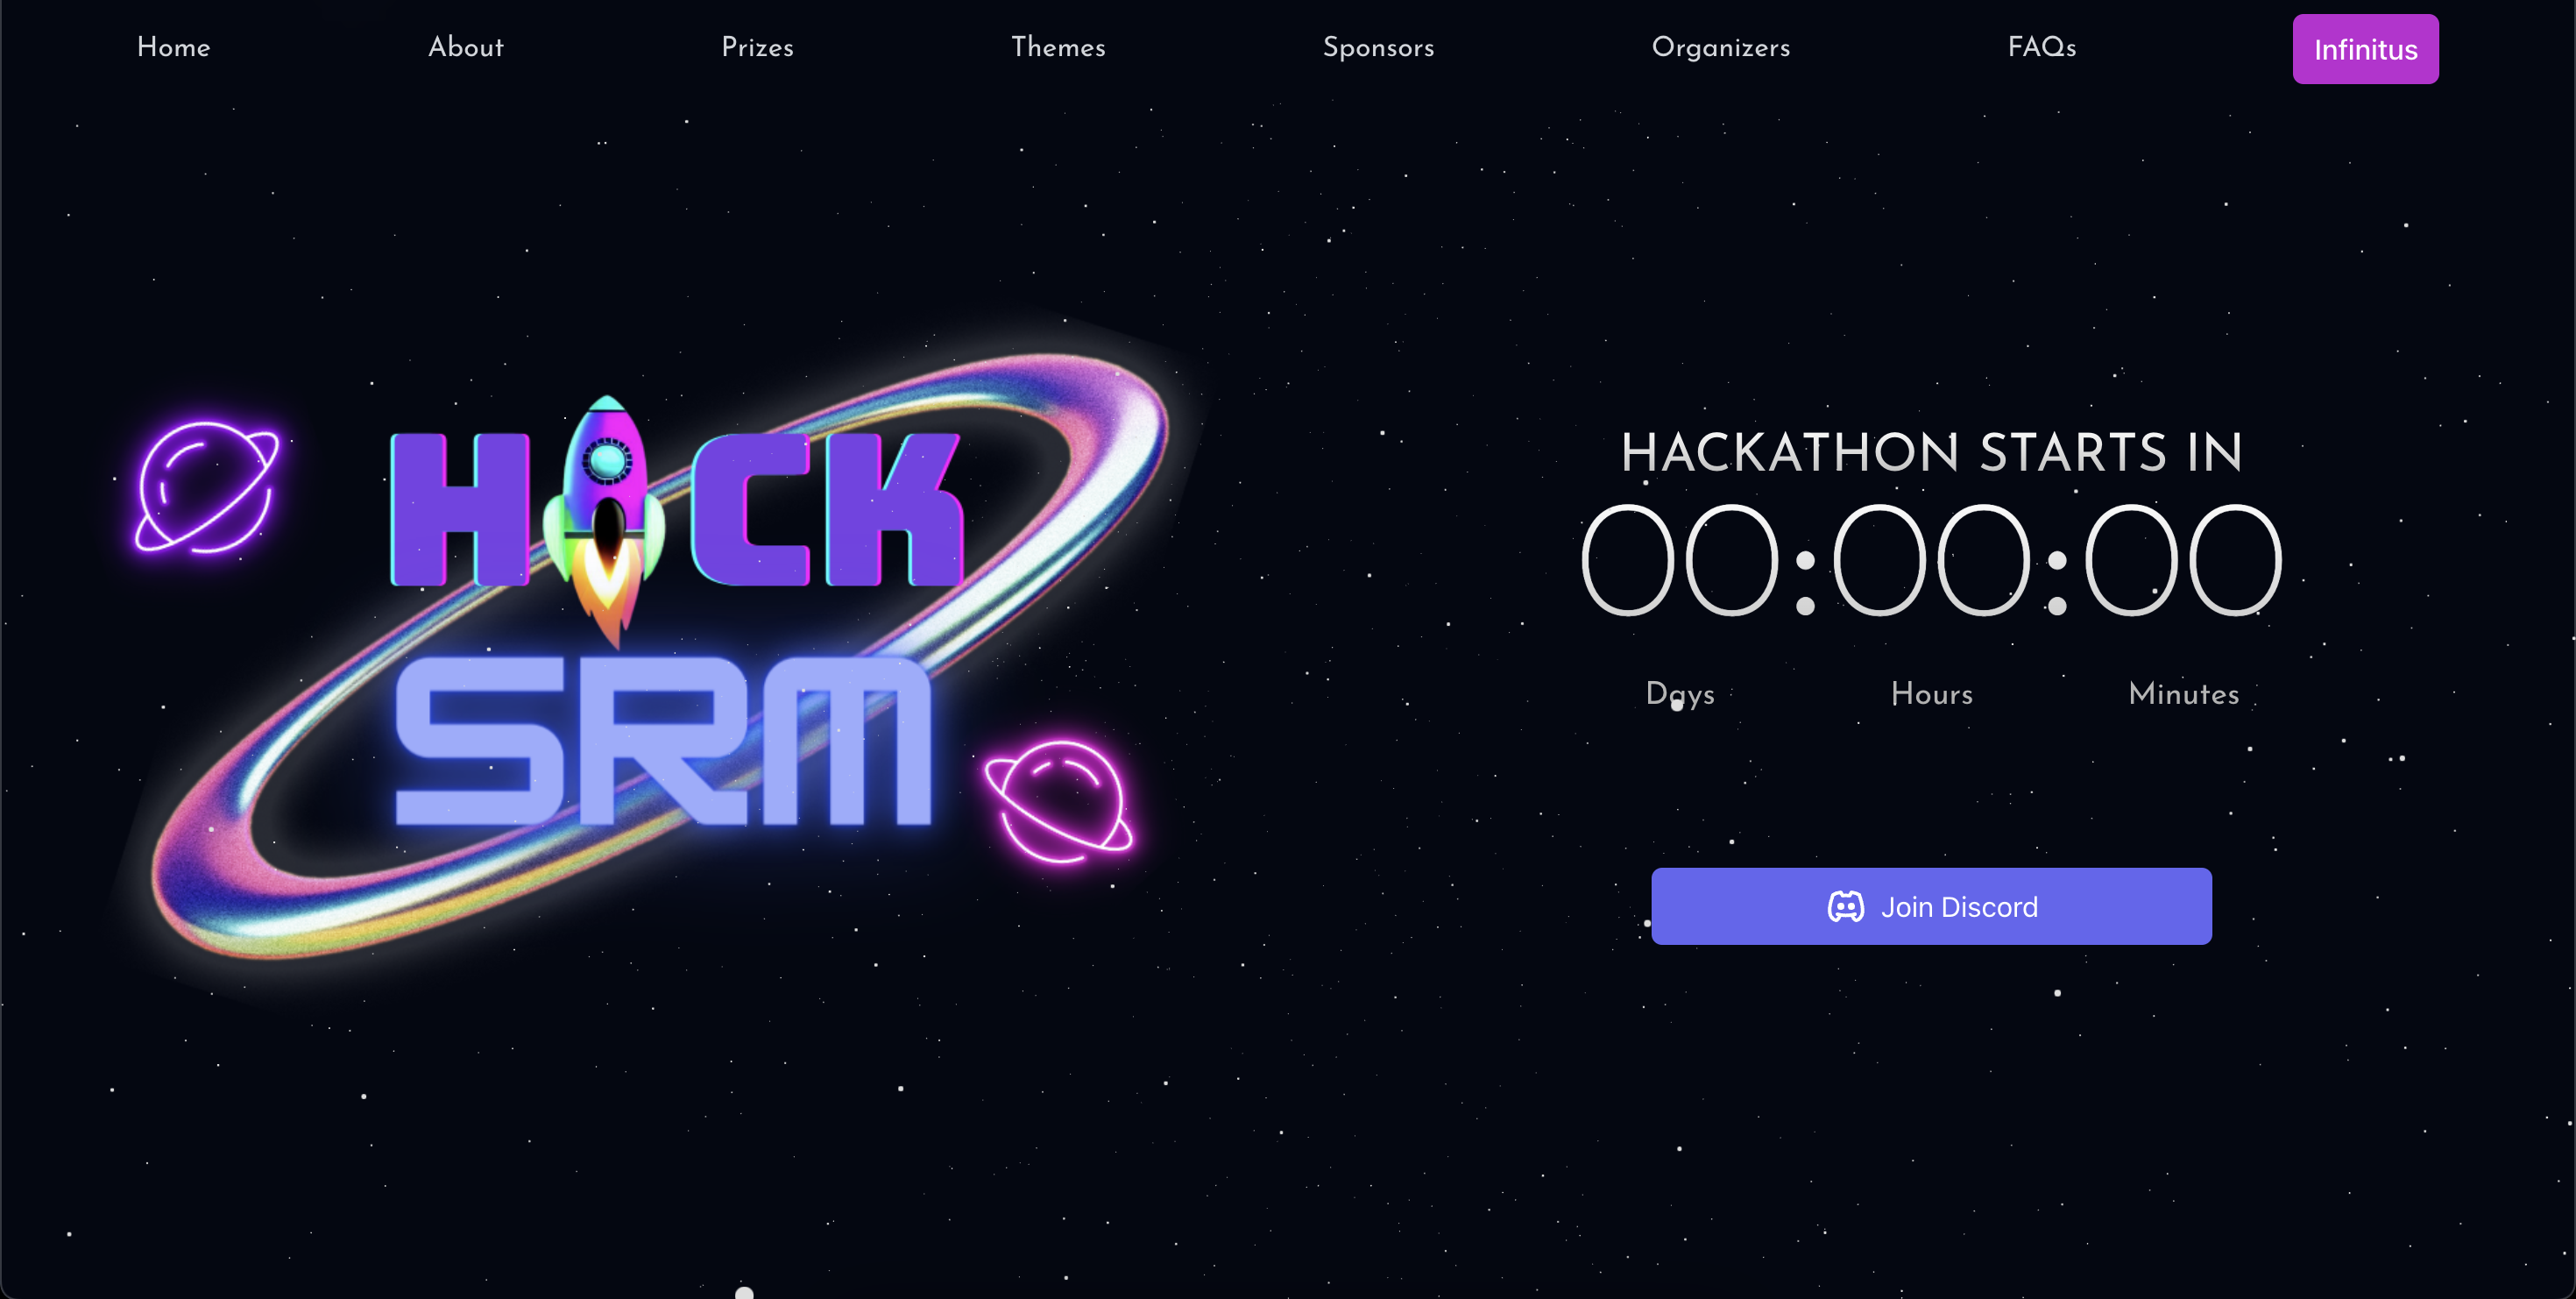 Home About Prizes Themes Sponsors Organizers FAQs Infinitus
HACK
SRM
HACKATHON STARTS IN
00:00:00
Days Hours Minutes
Join Discord